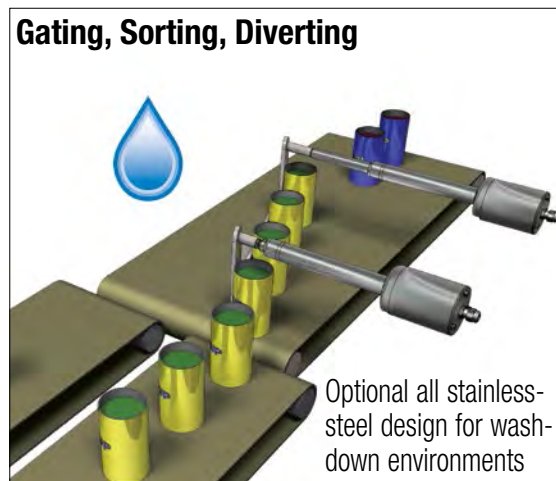 Gating, Sorting, Diverting
Optional all stainless-
steel design for wash-
down environments